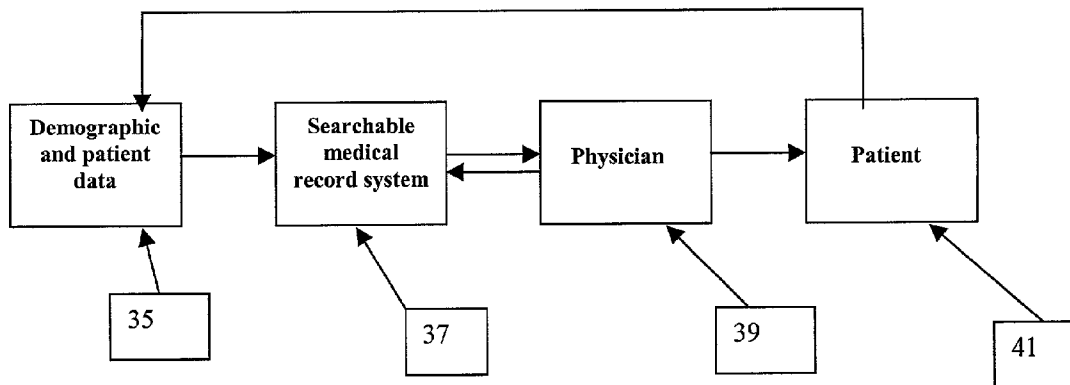 Demographic
and patient
data
Searchable
medical
record system
Physician
Patient
35
37
39
41